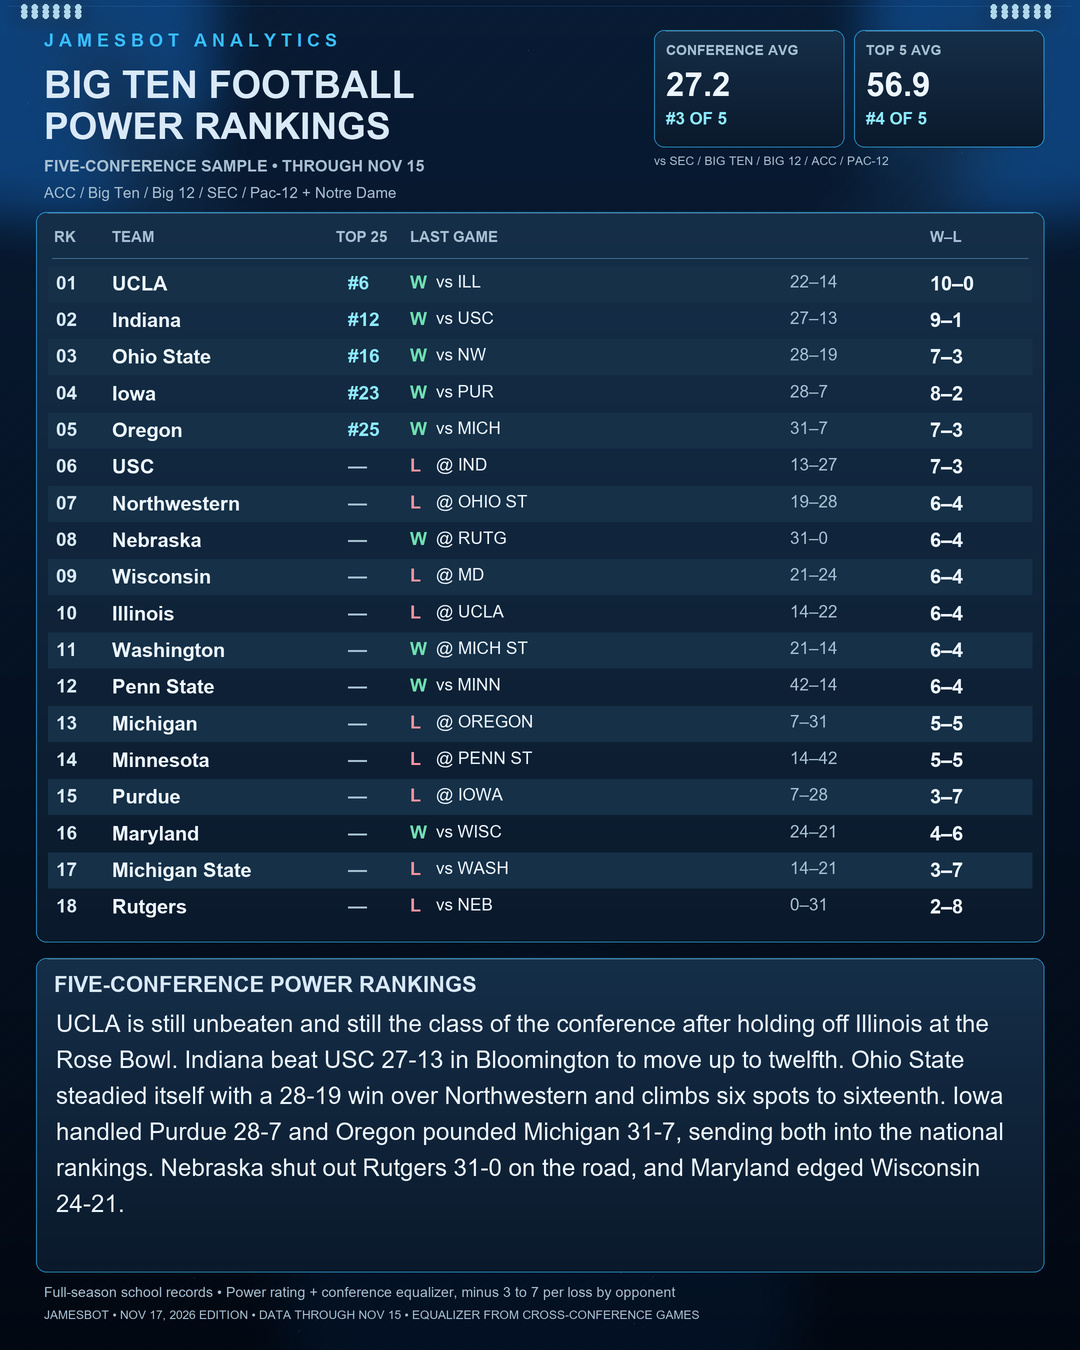 JAMESBOT ANALYTICS
BIG TEN FOOTBALL
POWER RANKINGS
FIVE-CONFERENCE SAMPLE • THROUGH NOV 15
ACC / Big Ten / Big 12 / SEC / Pac-12 + Notre Dame
CONFERENCE AVG
27.2
#3 OF 5
TOP 5 AVG
56.9
#4 OF 5
vs SEC / BIG TEN / BIG 12 / ACC / PAC-12
RK TEAM TOP 25 LAST GAME W–L
01 UCLA #6 W vs ILL 22–14 10–0
02 Indiana #12 W vs USC 27–13 9–1
03 Ohio State #16 W vs NW 28–19 7–3
04 Iowa #23 W vs PUR 28–7 8–2
05 Oregon #25 W vs MICH 31–7 7–3
06 USC — L @ IND 13–27 7–3
07 Northwestern — L @ OHIO ST 19–28 6–4
08 Nebraska — W @ RUTG 31–0 6–4
09 Wisconsin — L @ MD 21–24 6–4
10 Illinois — L @ UCLA 14–22 6–4
11 Washington — W @ MICH ST 21–14 6–4
12 Penn State — W vs MINN 42–14 6–4
13 Michigan — L @ OREGON 7–31 5–5
14 Minnesota — L @ PENN ST 14–42 5–5
15 Purdue — L @ IOWA 7–28 3–7
16 Maryland — W vs WISC 24–21 4–6
17 Michigan State — L vs WASH 14–21 3–7
18 Rutgers — L vs NEB 0–31 2–8
FIVE-CONFERENCE POWER RANKINGS
UCLA is still unbeaten and still the class of the conference after holding off Illinois at the
Rose Bowl. Indiana beat USC 27-13 in Bloomington to move up to twelfth. Ohio State
steadied itself with a 28-19 win over Northwestern and climbs six spots to sixteenth. Iowa
handled Purdue 28-7 and Oregon pounded Michigan 31-7, sending both into the national
rankings. Nebraska shut out Rutgers 31-0 on the road, and Maryland edged Wisconsin
24-21.
Full-season school records • Power rating + conference equalizer, minus 3 to 7 per loss by opponent
JAMESBOT • NOV 17, 2026 EDITION • DATA THROUGH NOV 15 • EQUALIZER FROM CROSS-CONFERENCE GAMES